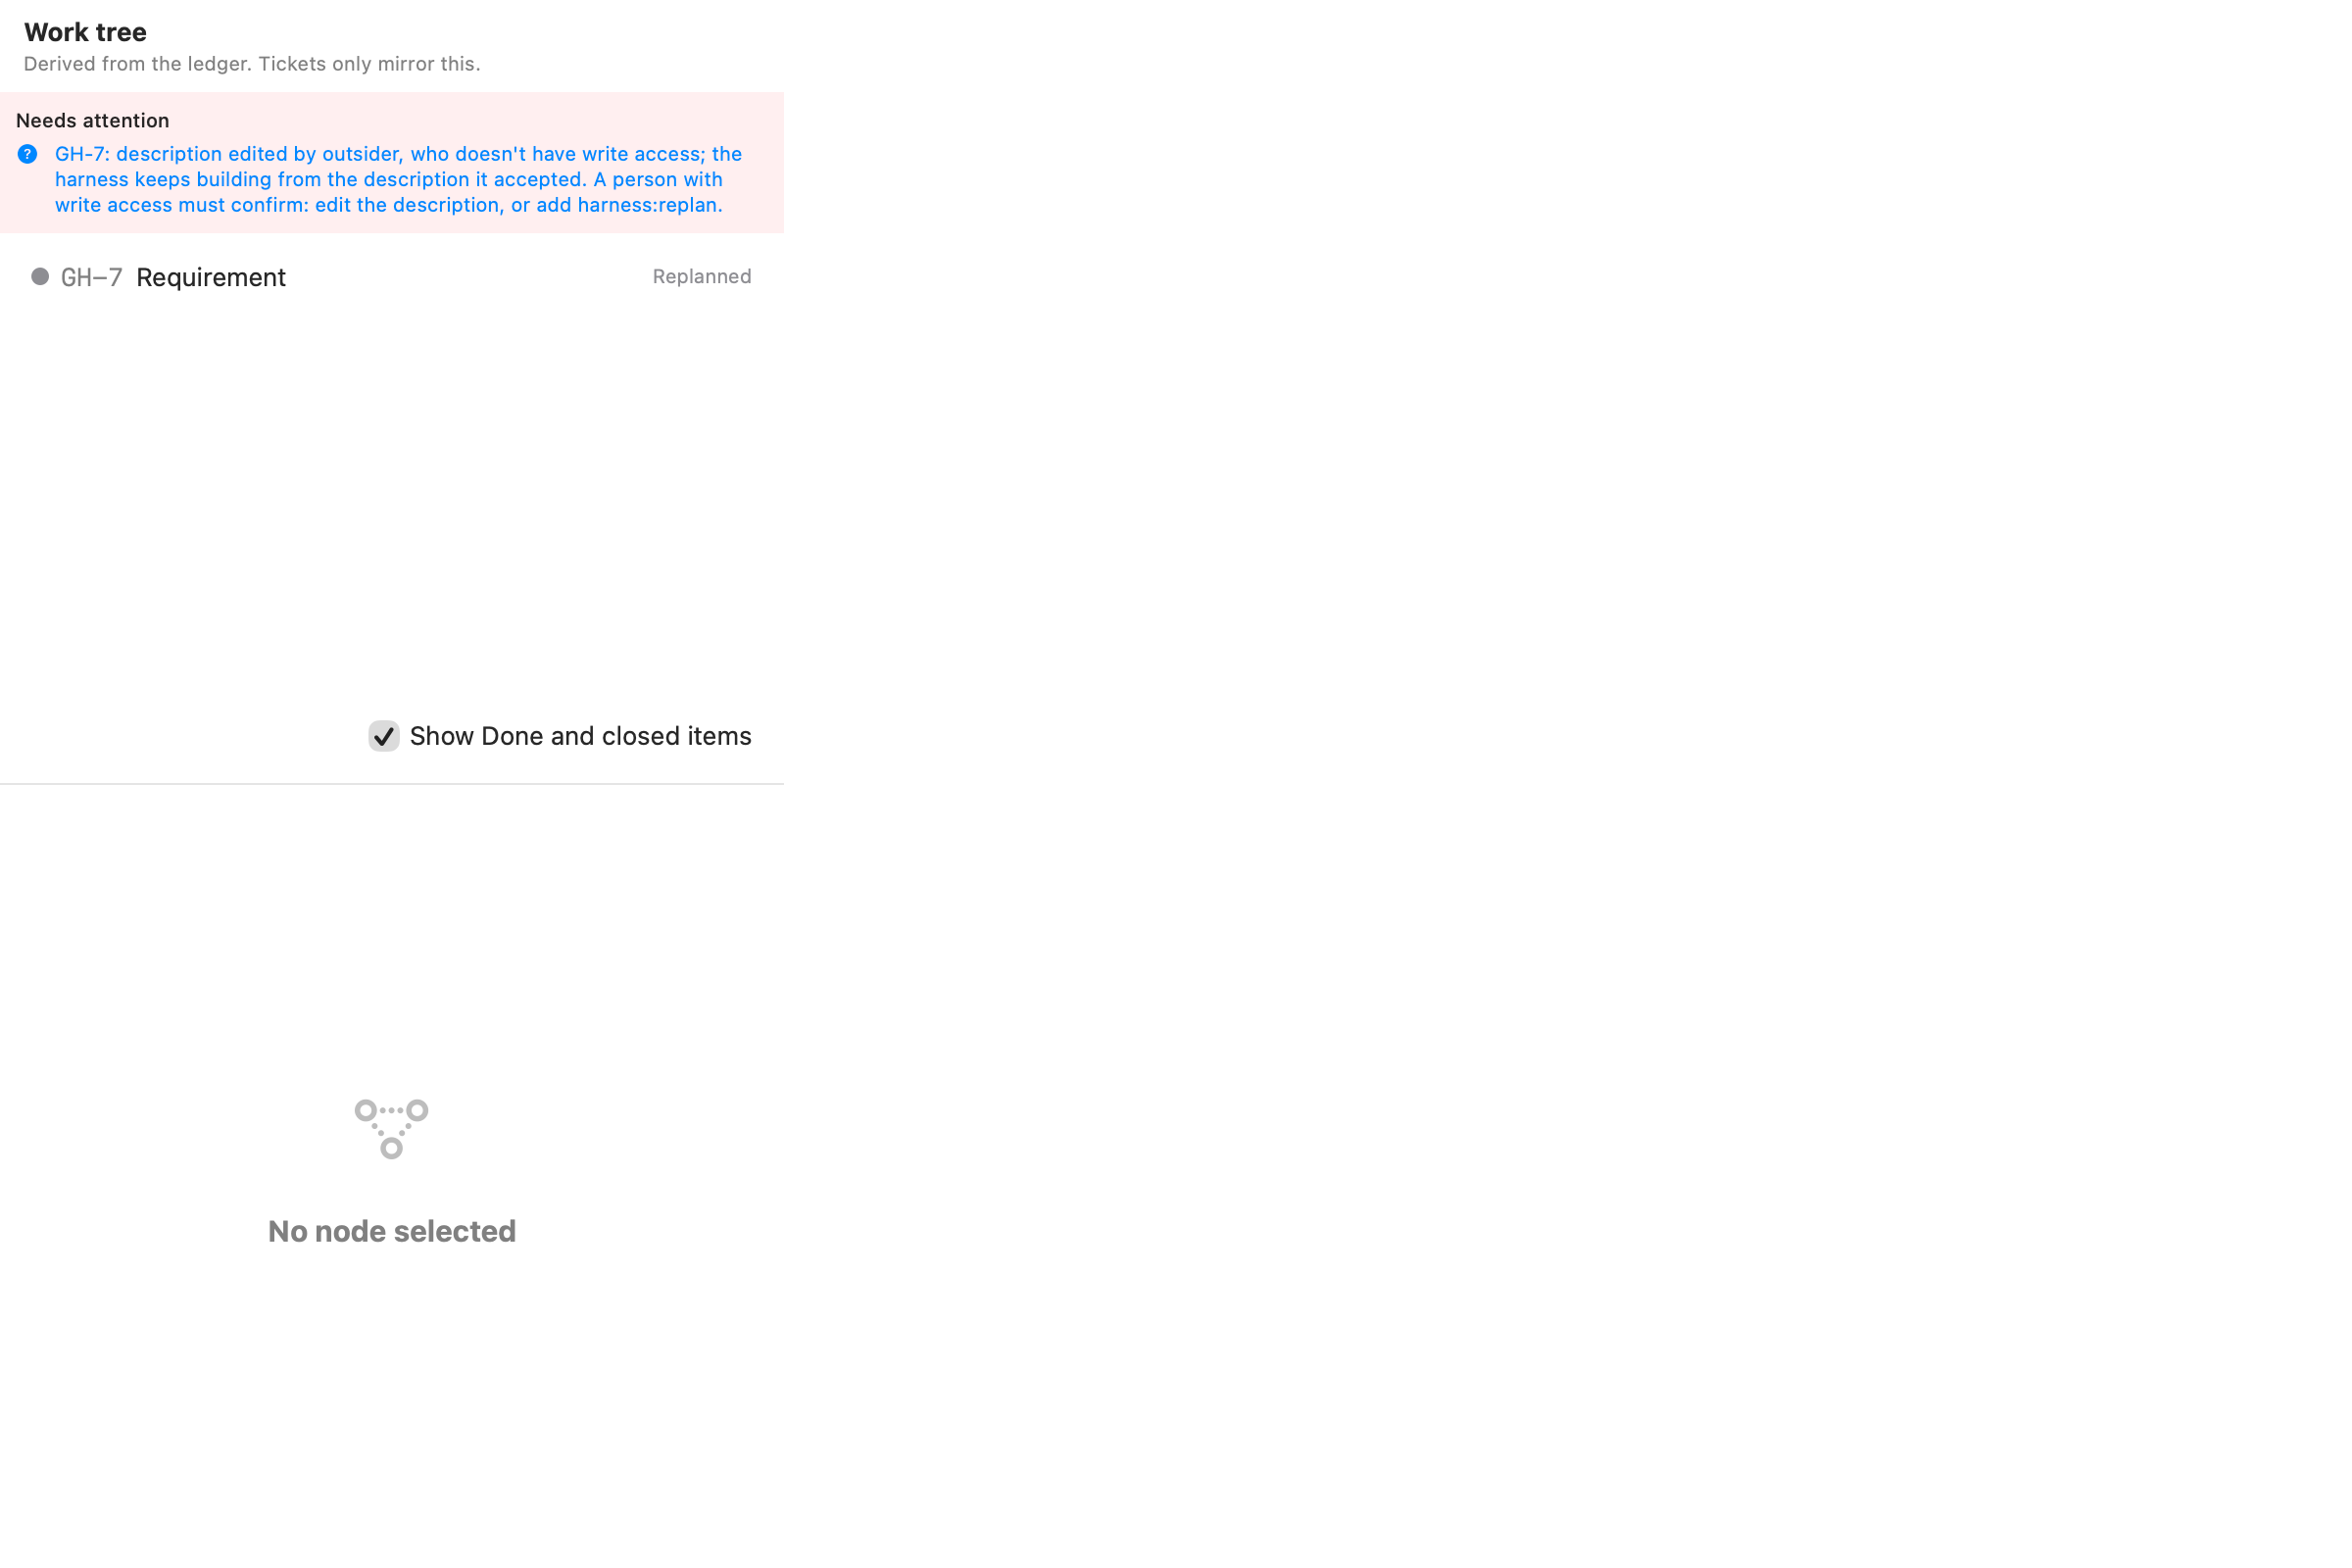 Work tree
Derived from the ledger. Tickets only mirror this.
Needs attention
GH-7: description edited by outsider, who doesn't have write access; the
harness keeps building from the description it accepted. A person with
write access must confirm: edit the description, or add harness:replan.
GH-7 Requirement Replanned
Show Done and closed items
No node selected